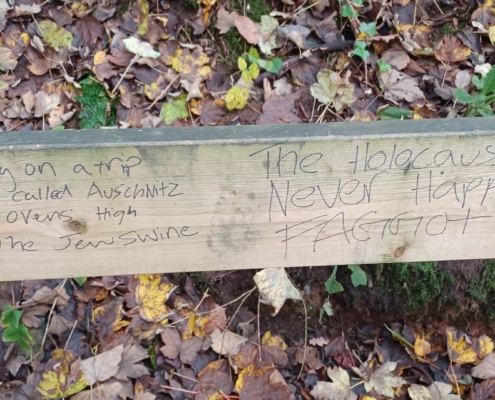 on a trip
called Auschwitz
ovens high
the Jew swine
The Holocaus
Never Happ
FAGGOt